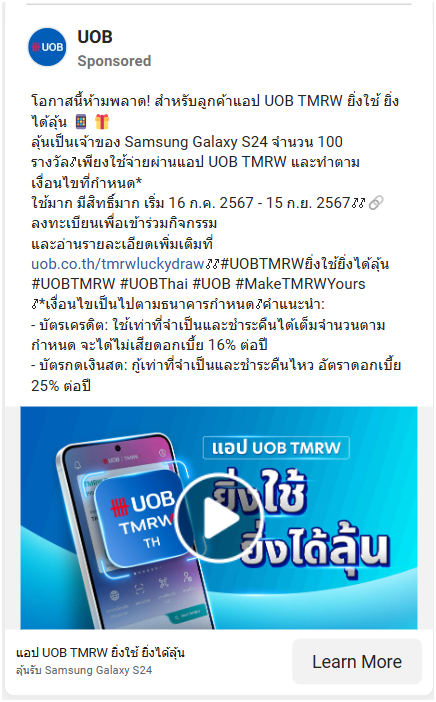 UOB
UOB
Sponsored
โอกาสนี้ห้ามพลาด! สำหรับลูกค้าแอป UOB TMRW ยิ่งใช้ ยิ่ง
ได้ลุ้น 📱 🎁
ลุ้นเป็นเจ้าของ Samsung Galaxy S24 จำนวน 100
รางวัล⤤เพียงใช้จ่ายผ่านแอป UOB TMRW และทำตาม
เงื่อนไขที่กำหนด*
ใช้มาก มีสิทธิ์มาก เริ่ม 16 ก.ค. 2567 - 15 ก.ย. 2567 🔗
ลงทะเบียนเพื่อเข้าร่วมกิจกรรม
และอ่านรายละเอียดเพิ่มเติมที่
uob.co.th/tmrwluckydraw #UOBTMRWยิ่งใช้ยิ่งได้ลุ้น
#UOBTMRW #UOBThai #UOB #MakeTMRWYours
*เงื่อนไขเป็นไปตามธนาคารกำหนด คำแนะนำ:
- บัตรเครดิต: ใช้เท่าที่จำเป็นและชำระคืนได้เต็มจำนวนตาม
กำหนด จะได้ไม่เสียดอกเบี้ย 16% ต่อปี
- บัตรกดเงินสด: กู้เท่าที่จำเป็นและชำระคืนไหว อัตราดอกเบี้ย
25% ต่อปี
แอป UOB TMRW
ยิ่งใช้
ยิ่งได้ลุ้น
UOB
TMRW
TH
แอป UOB TMRW ยิ่งใช้ ยิ่งได้ลุ้น
ลุ้นรับ Samsung Galaxy S24
Learn More